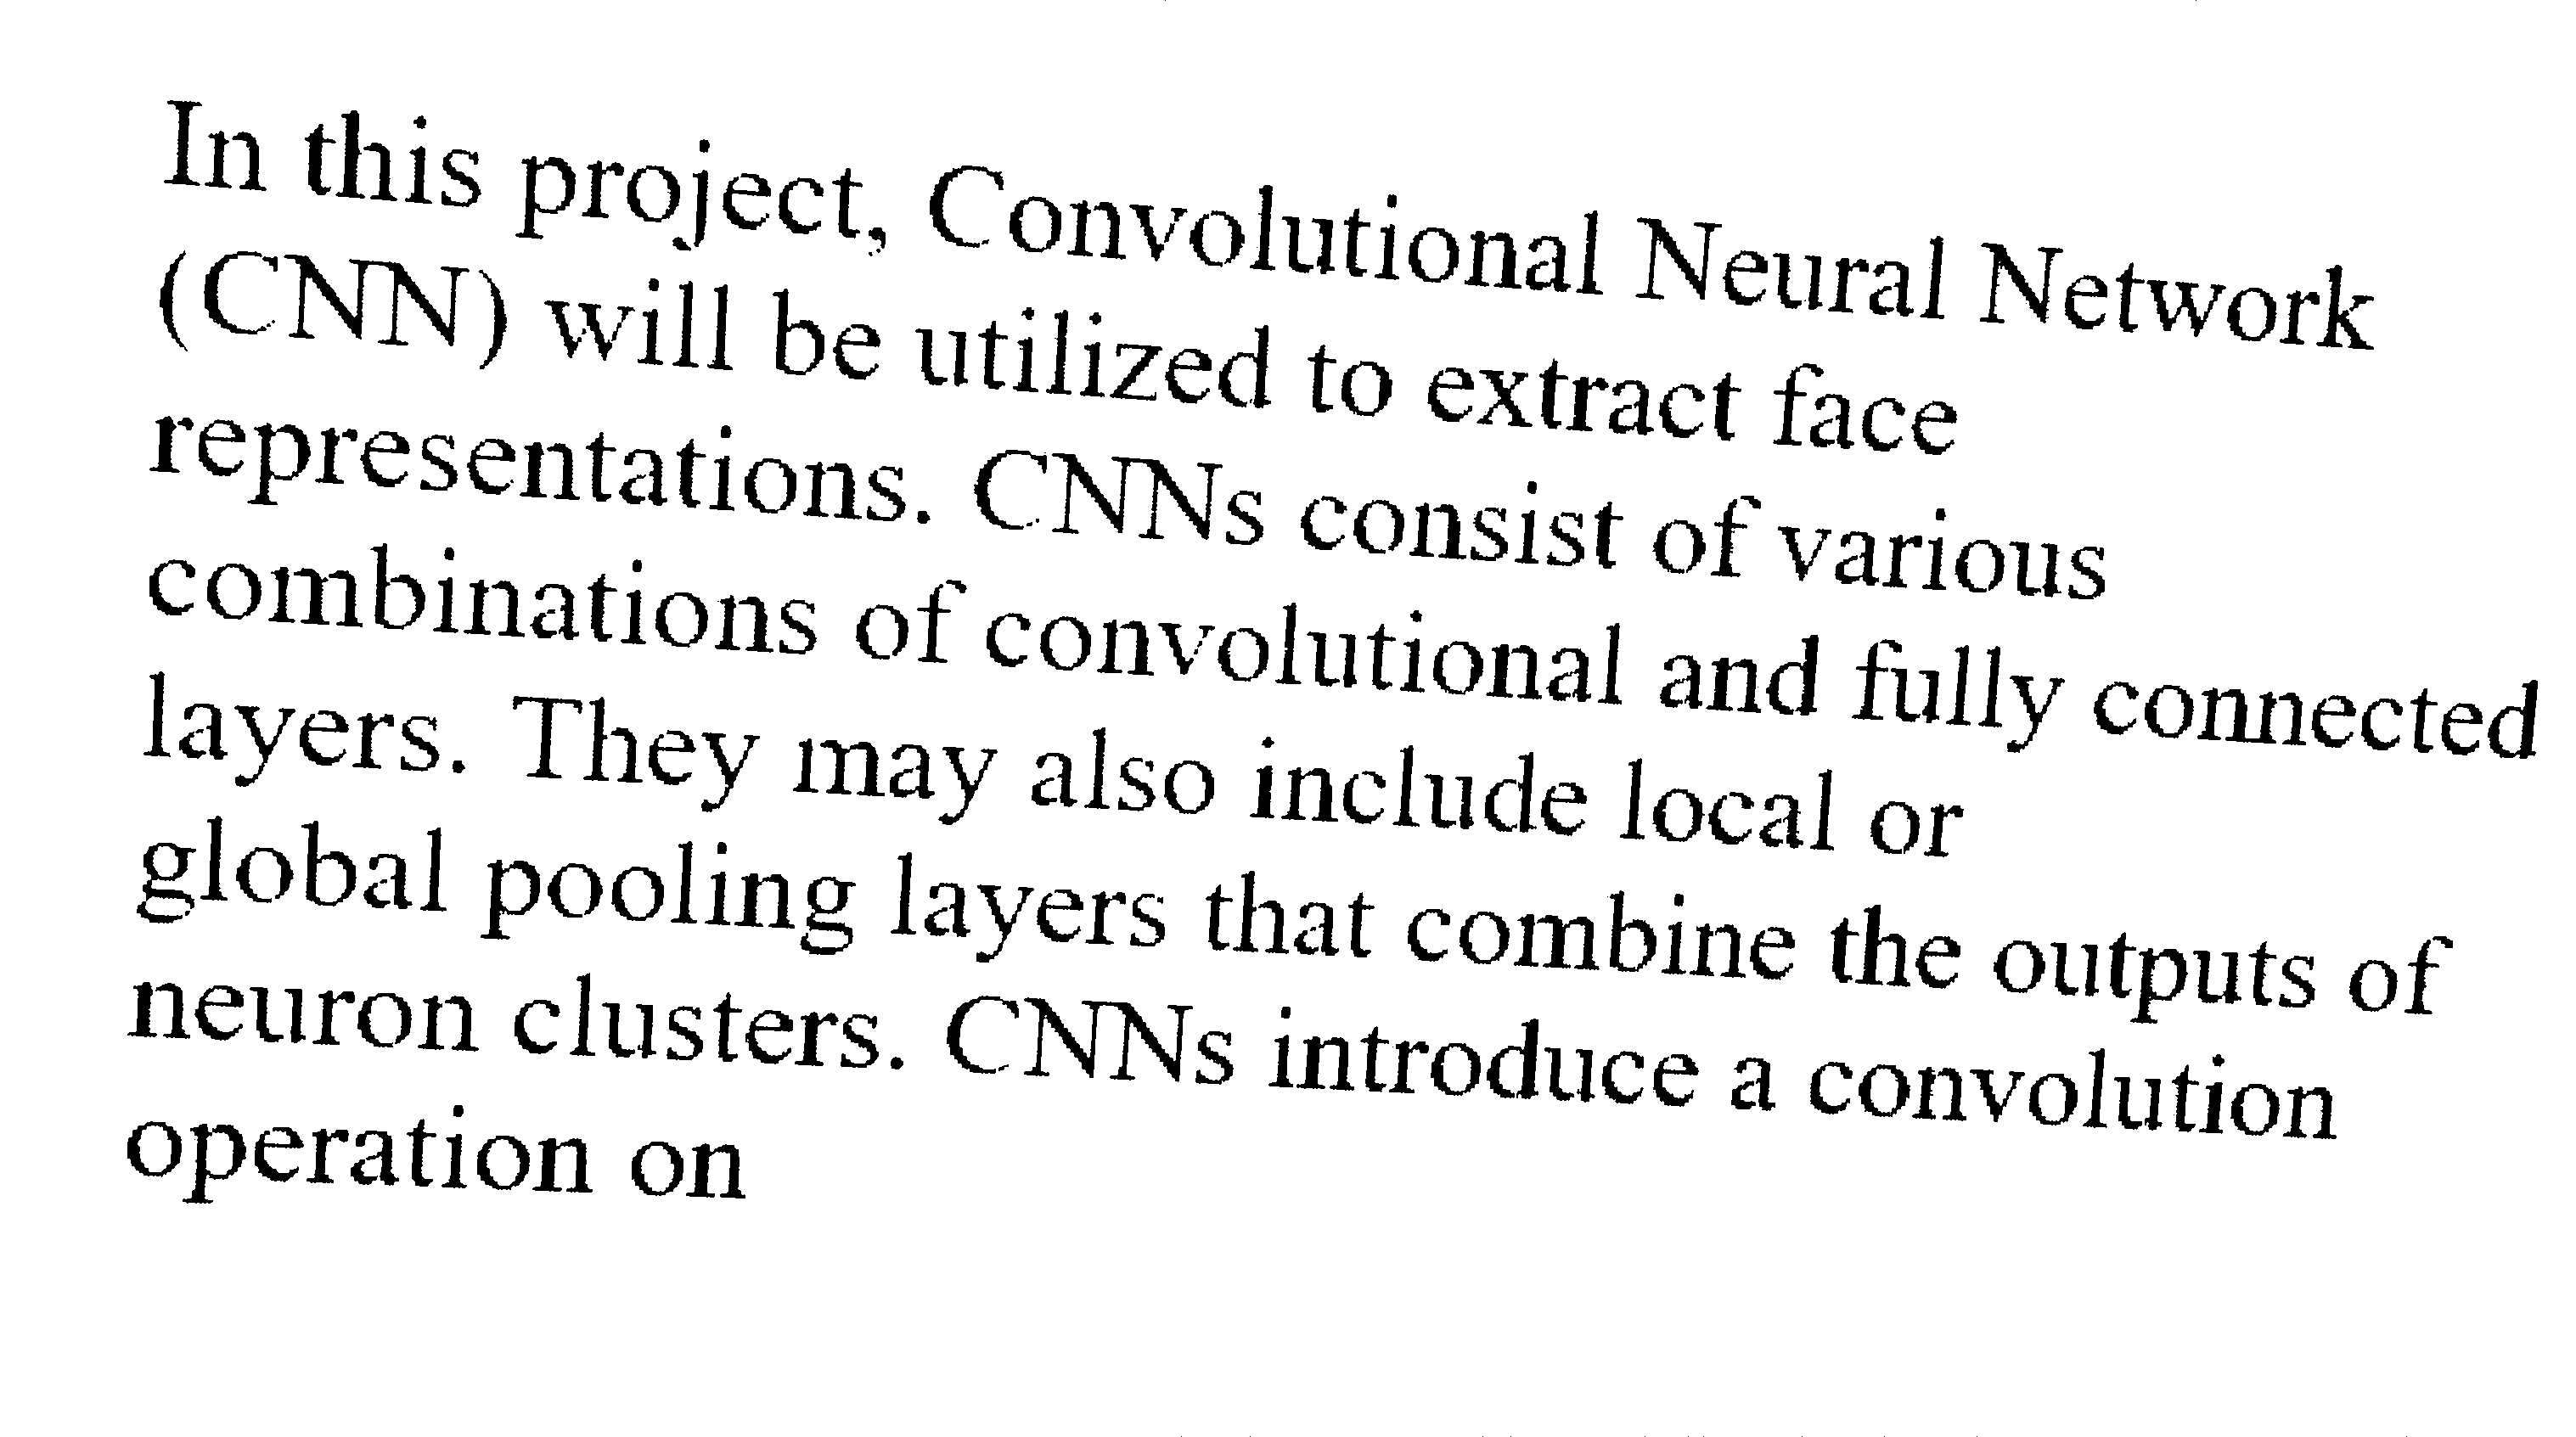 In this project, Convolutional Neural Network
(CNN) will be utilized to extract face
representations. CNNs consist of various
combinations of convolutional and fully connected
layers. They may also include local or
global pooling layers that combine the outputs of
neuron clusters. CNNs introduce a convolution
operation on